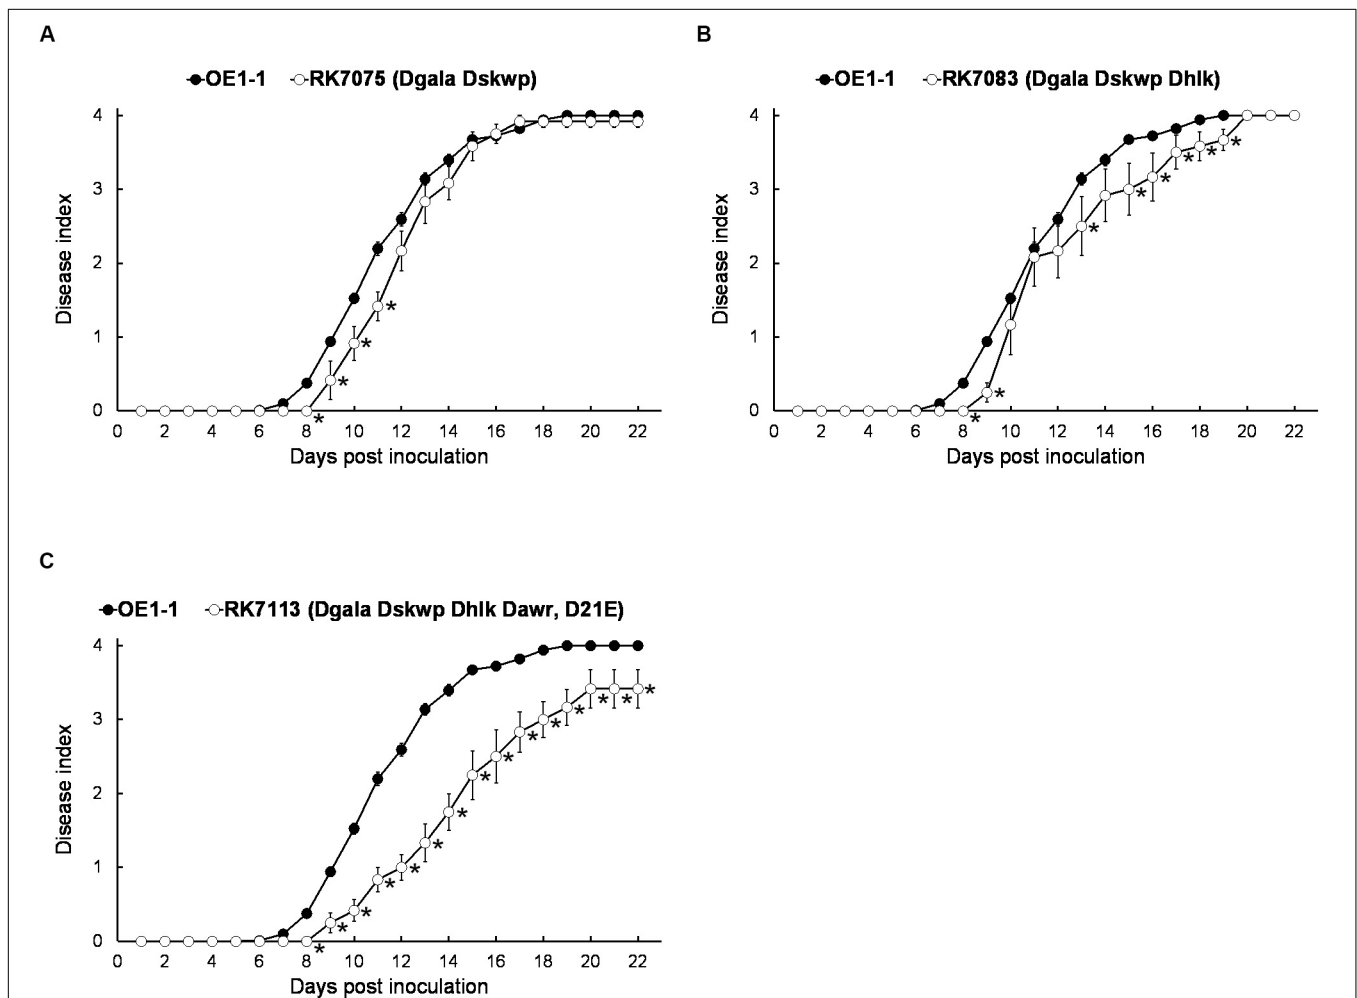 A
OE1-1 RK7075 (Dgala Dskwp)
4
3
2
1
0
Disease index
* * * *
0 2 4 6 8 10 12 14 16 18 20 22
Days post inoculation
B
OE1-1 RK7083 (Dgala Dskwp Dhlk)
4
3
2
1
0
Disease index
* * * * * * * *
0 2 4 6 8 10 12 14 16 18 20 22
Days post inoculation
C
OE1-1 RK7113 (Dgala Dskwp Dhlk Dawr, D21E)
4
3
2
1
0
Disease index
* * * * * * * * * * * * * * *
0 2 4 6 8 10 12 14 16 18 20 22
Days post inoculation